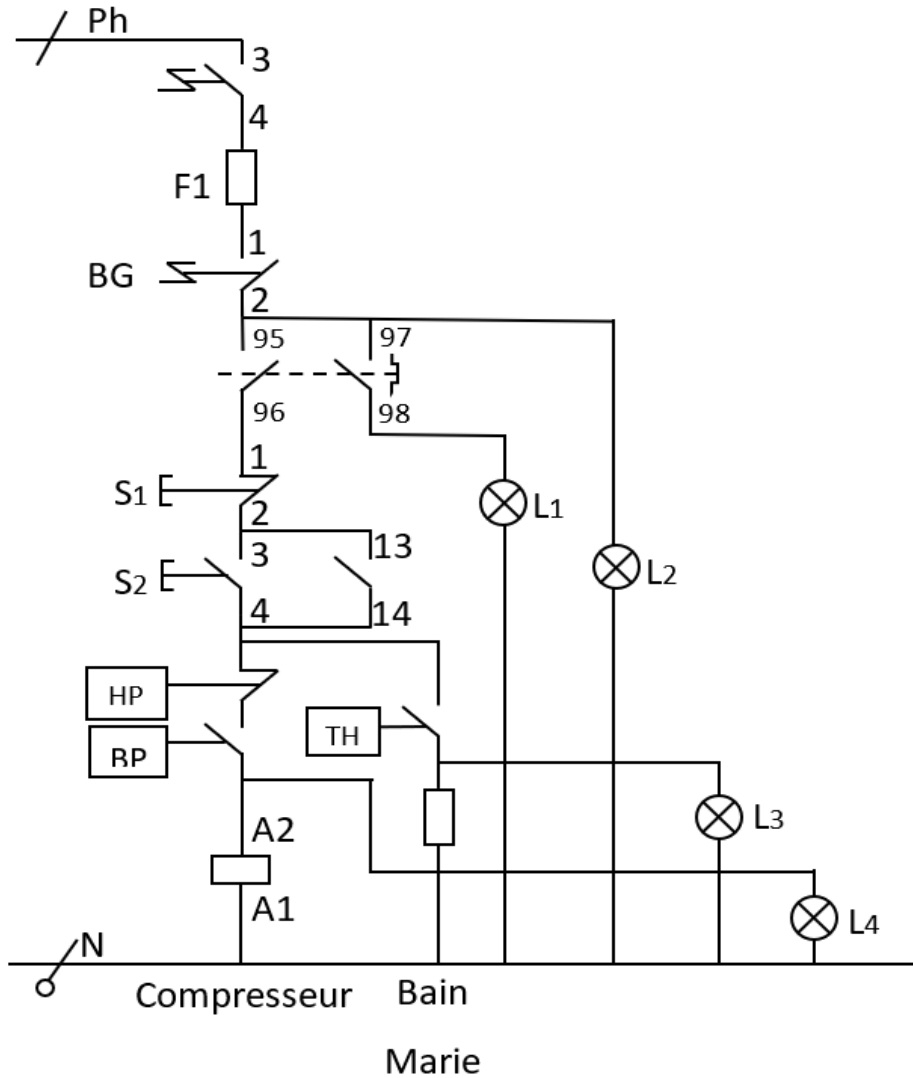 Ph
3
4
F1
1
BG
2
95
97
96
98
1
S1
L1
2
3
13
L2
S2
4
14
HP
TH
BP
L3
A2
A1
L4
N
Compresseur
Bain
Marie